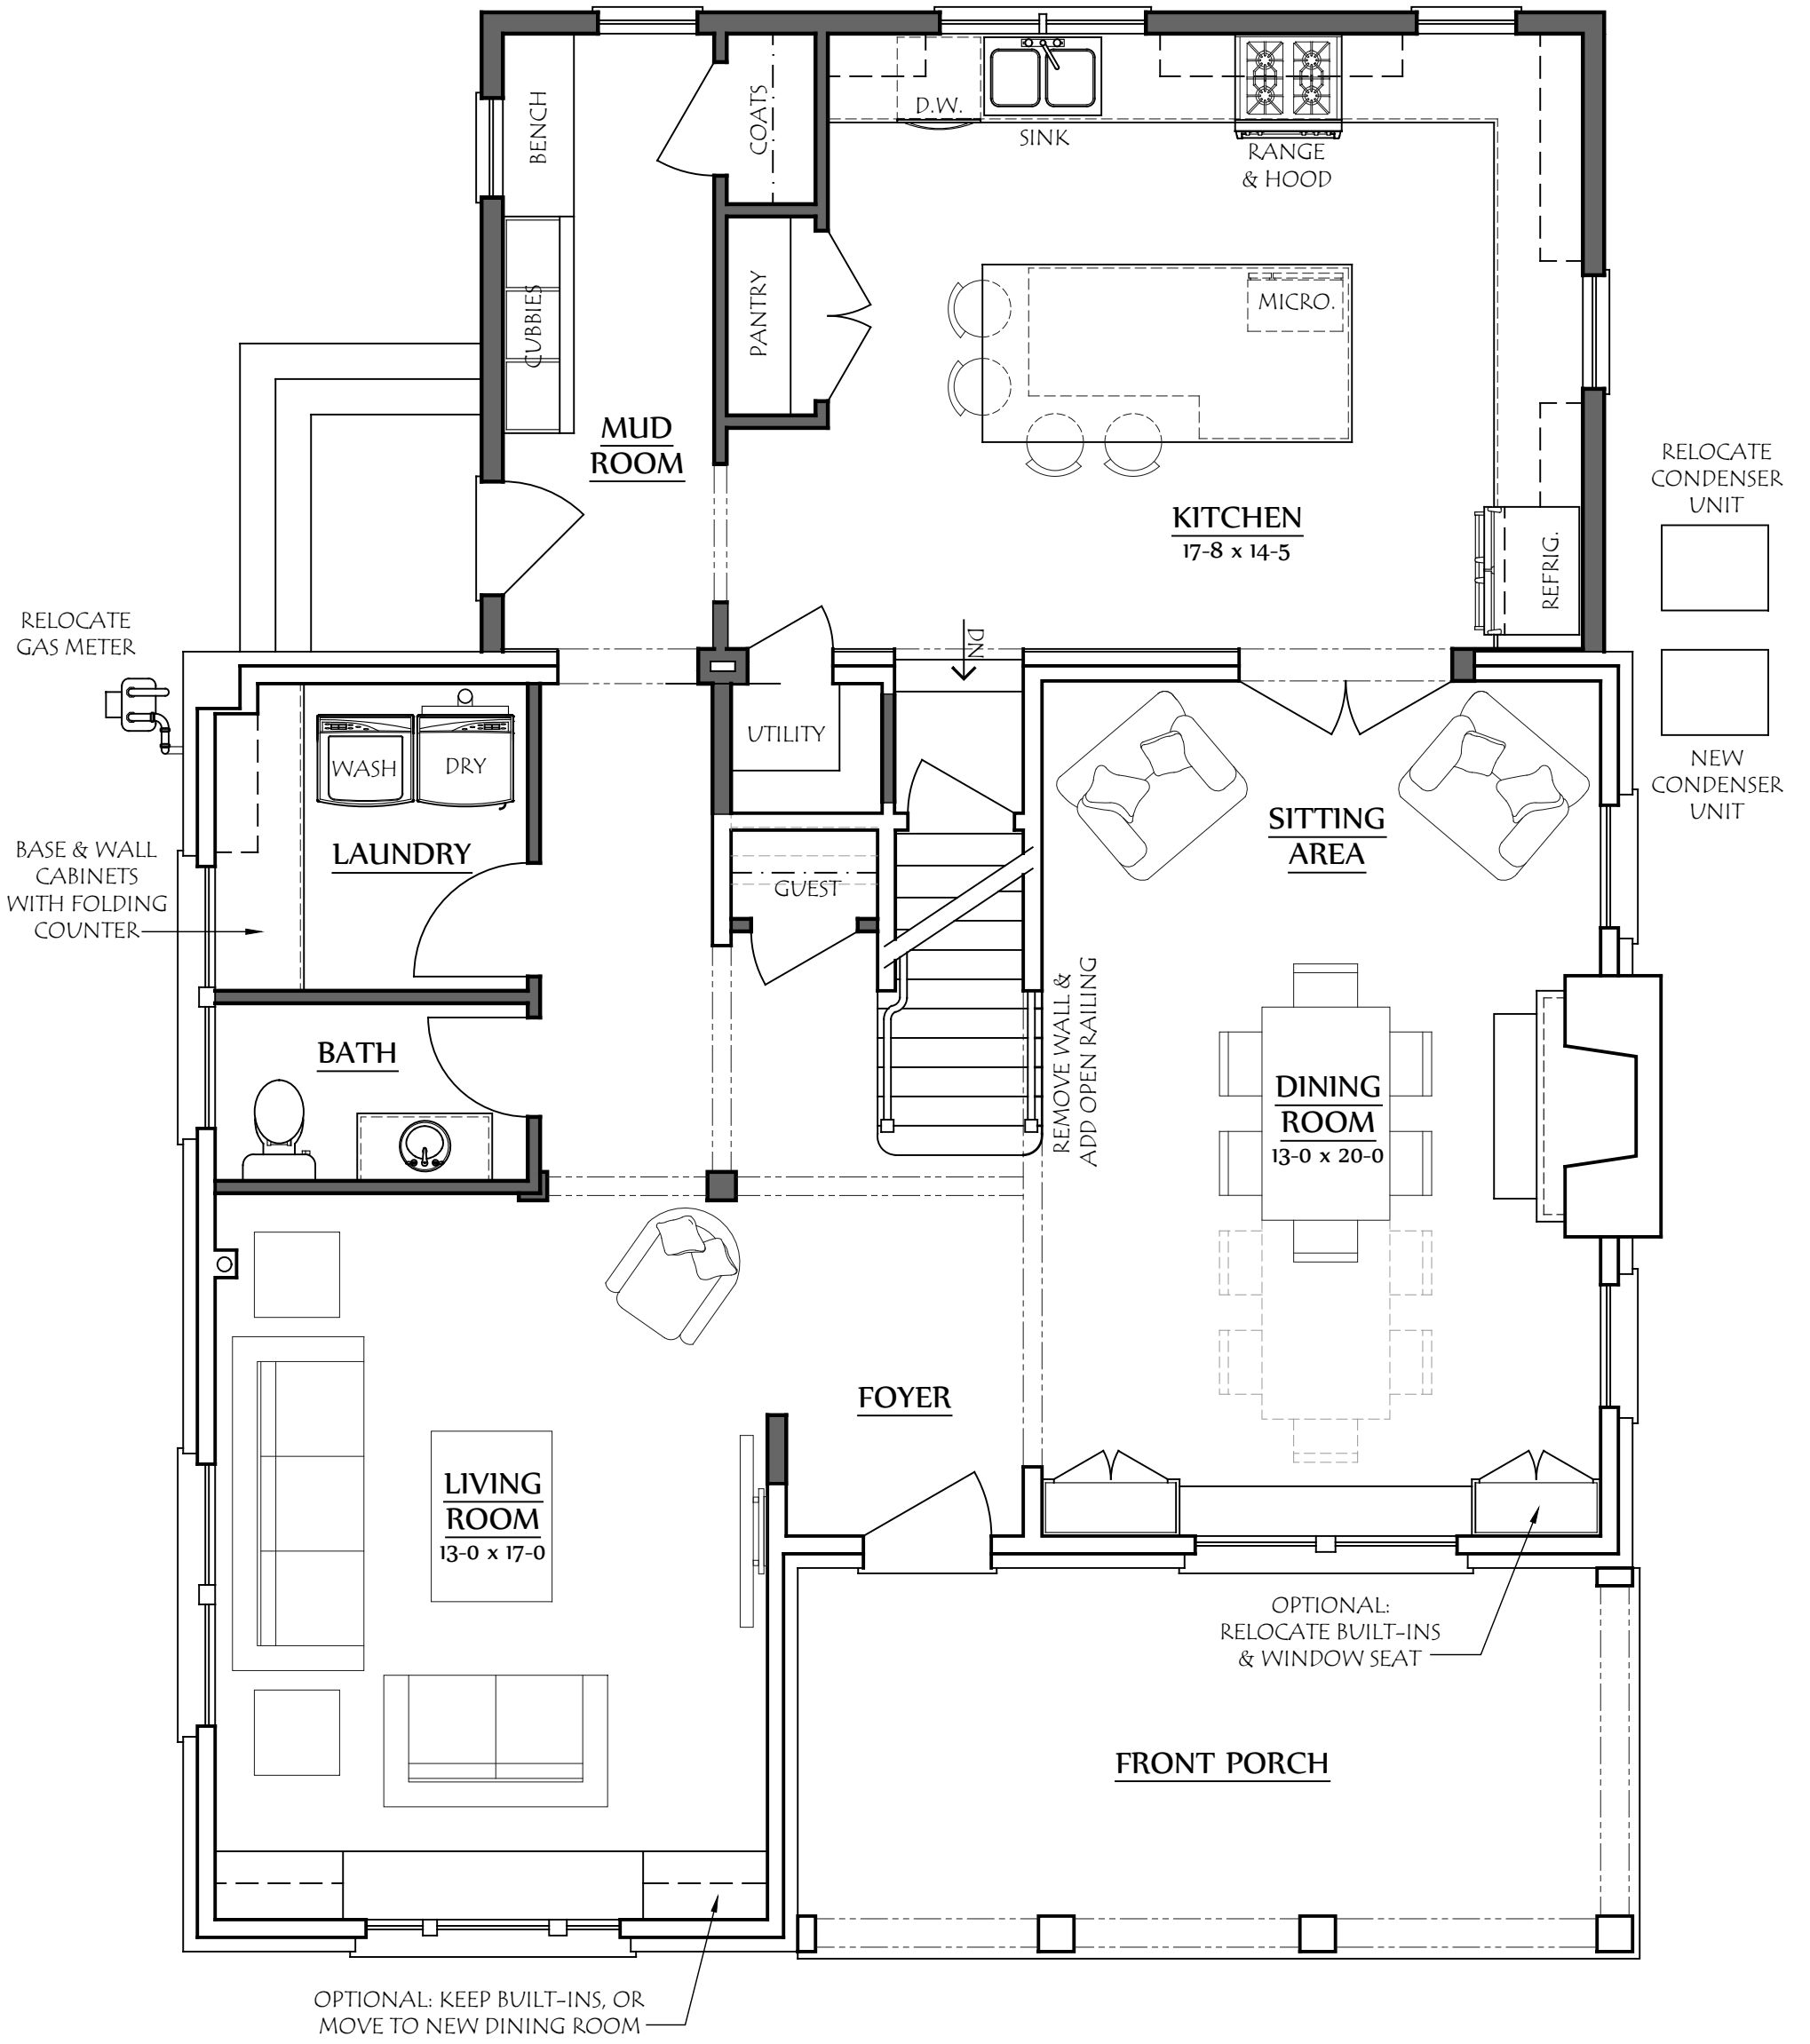 BENCH
COATS
D.W.
SINK
RANGE
& HOOD
CUBBIES
PANTRY
MICRO.
MUD
ROOM
KITCHEN
17-8 x 14-5
REFRIG.
RELOCATE
CONDENSER
UNIT
RELOCATE
GAS METER
DN
UTILITY
WASH
DRY
NEW
CONDENSER
UNIT
SITTING
AREA
LAUNDRY
BASE & WALL
CABINETS
WITH FOLDING
COUNTER
GUEST
REMOVE WALL &
ADD OPEN RAILING
BATH
DINING
ROOM
13-0 x 20-0
FOYER
LIVING
ROOM
13-0 x 17-0
OPTIONAL:
RELOCATE BUILT-INS
& WINDOW SEAT
FRONT PORCH
OPTIONAL: KEEP BUILT-INS, OR
MOVE TO NEW DINING ROOM